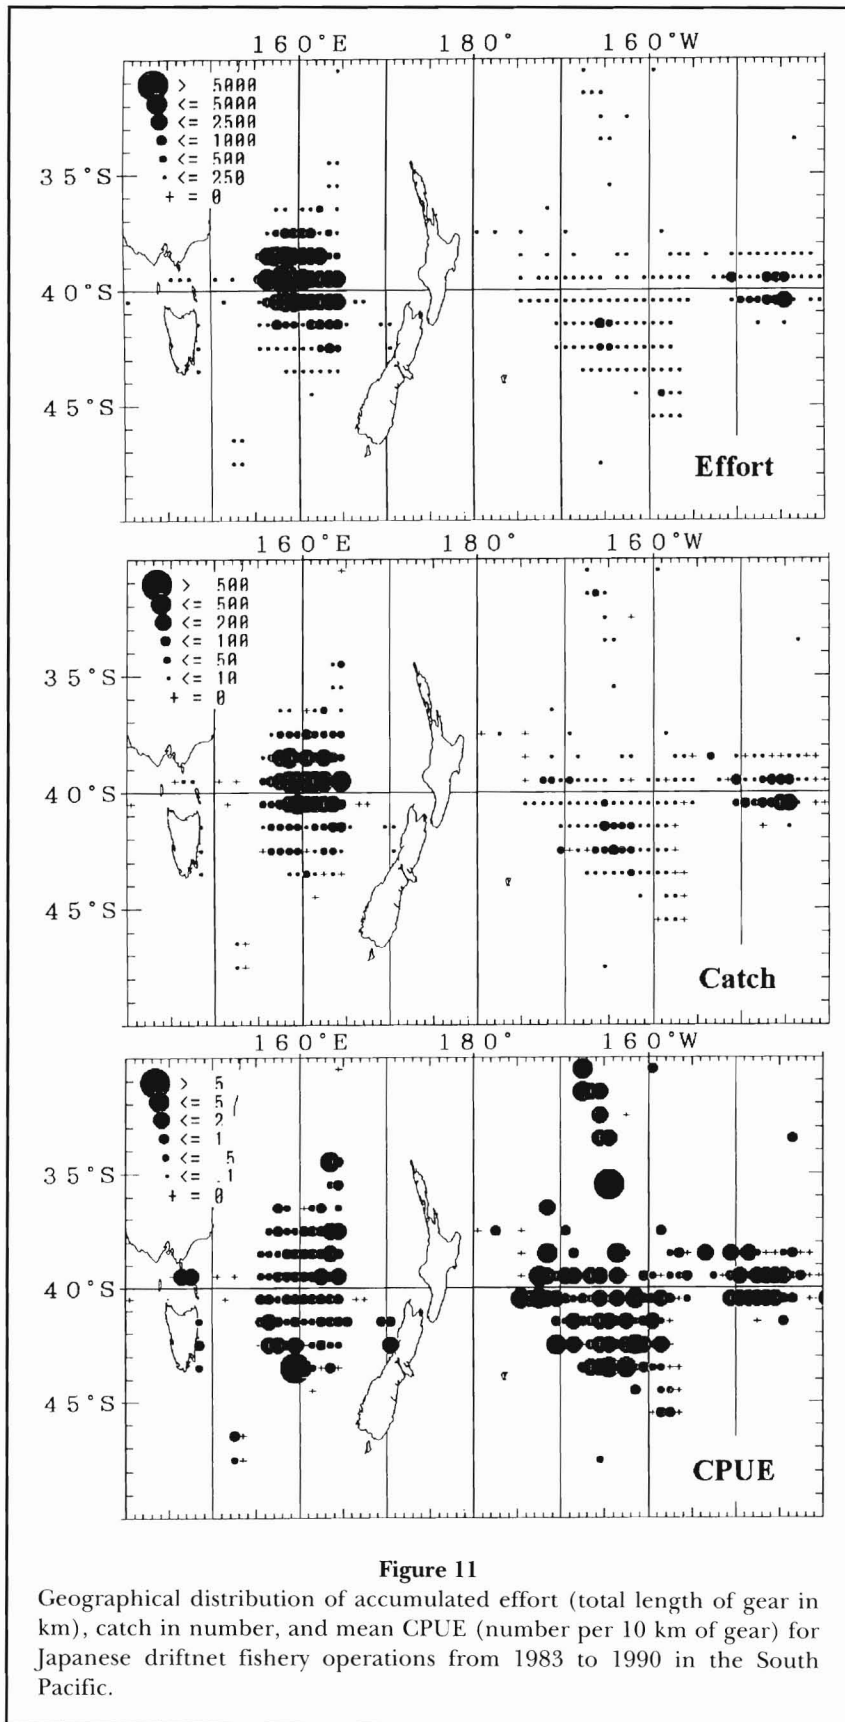 160°E 180° 160°W
> 5000
<= 5000
<= 2500
<= 1000
<= 500
<= 250
+ = 0
35°S
40°S
45°S
Effort
160°E 180° 160°W
> 500
<= 500
<= 200
<= 100
<= 50
<= 10
+ = 0
35°S
40°S
45°S
Catch
160°E 180° 160°W
> 5
<= 5
<= 2
<= 1
<= .5
<= .1
+ = 0
35°S
40°S
45°S
CPUE
Figure 11
Geographical distribution of accumulated effort (total length of gear in
km), catch in number, and mean CPUE (number per 10 km of gear) for
Japanese driftnet fishery operations from 1983 to 1990 in the South
Pacific.